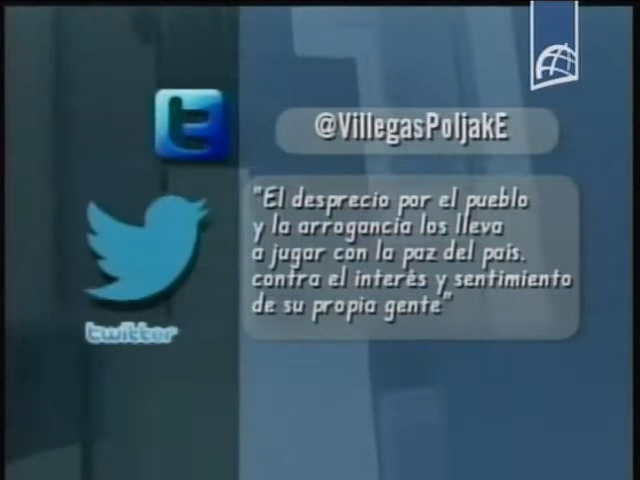 t
@VillegasPoljakE
"El desprecio por el pueblo
y la arrogancia los lleva
a jugar con la paz del país.
contra el interés y sentimiento
de su propia gente"
twitter